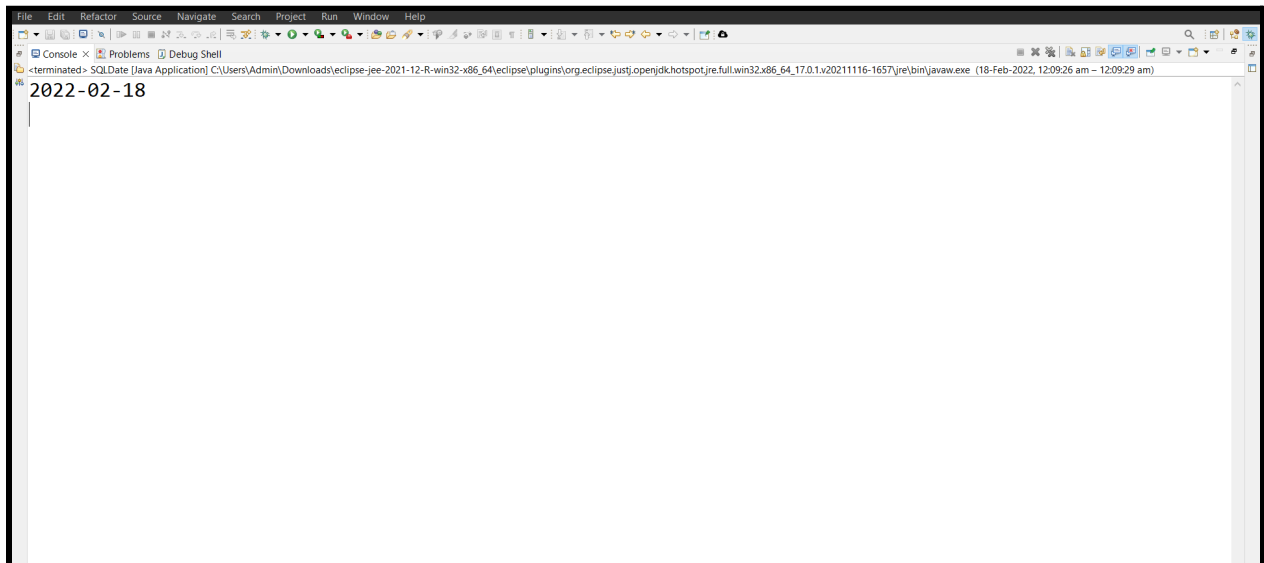 File Edit Refactor Source Navigate Search Project Run Window Help
Console Problems Debug Shell
<terminated> SQLDate [Java Application] C:\Users\Admin\Downloads\eclipse-jee-2021-12-R-win32-x86_64\eclipse\plugins\org.eclipse.justj.openjdk.hotspot.jre.full.win32.x86_64_17.0.1.v20211116-1657\jre\bin\javaw.exe (18-Feb-2022, 12:09:26 am – 12:09:29 am)
2022-02-18